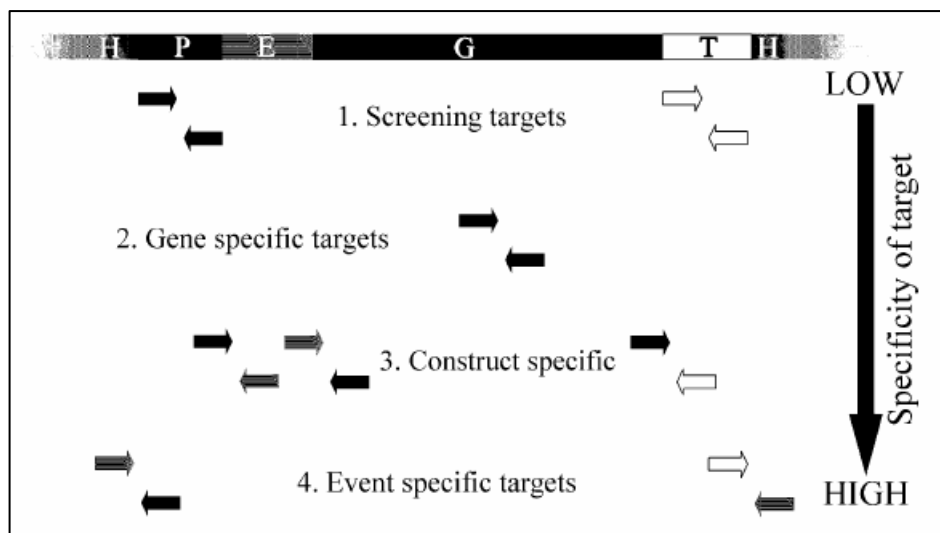 H P E G T H
LOW
1. Screening targets
2. Gene specific targets
3. Construct specific
4. Event specific targets
HIGH
Specificity of target